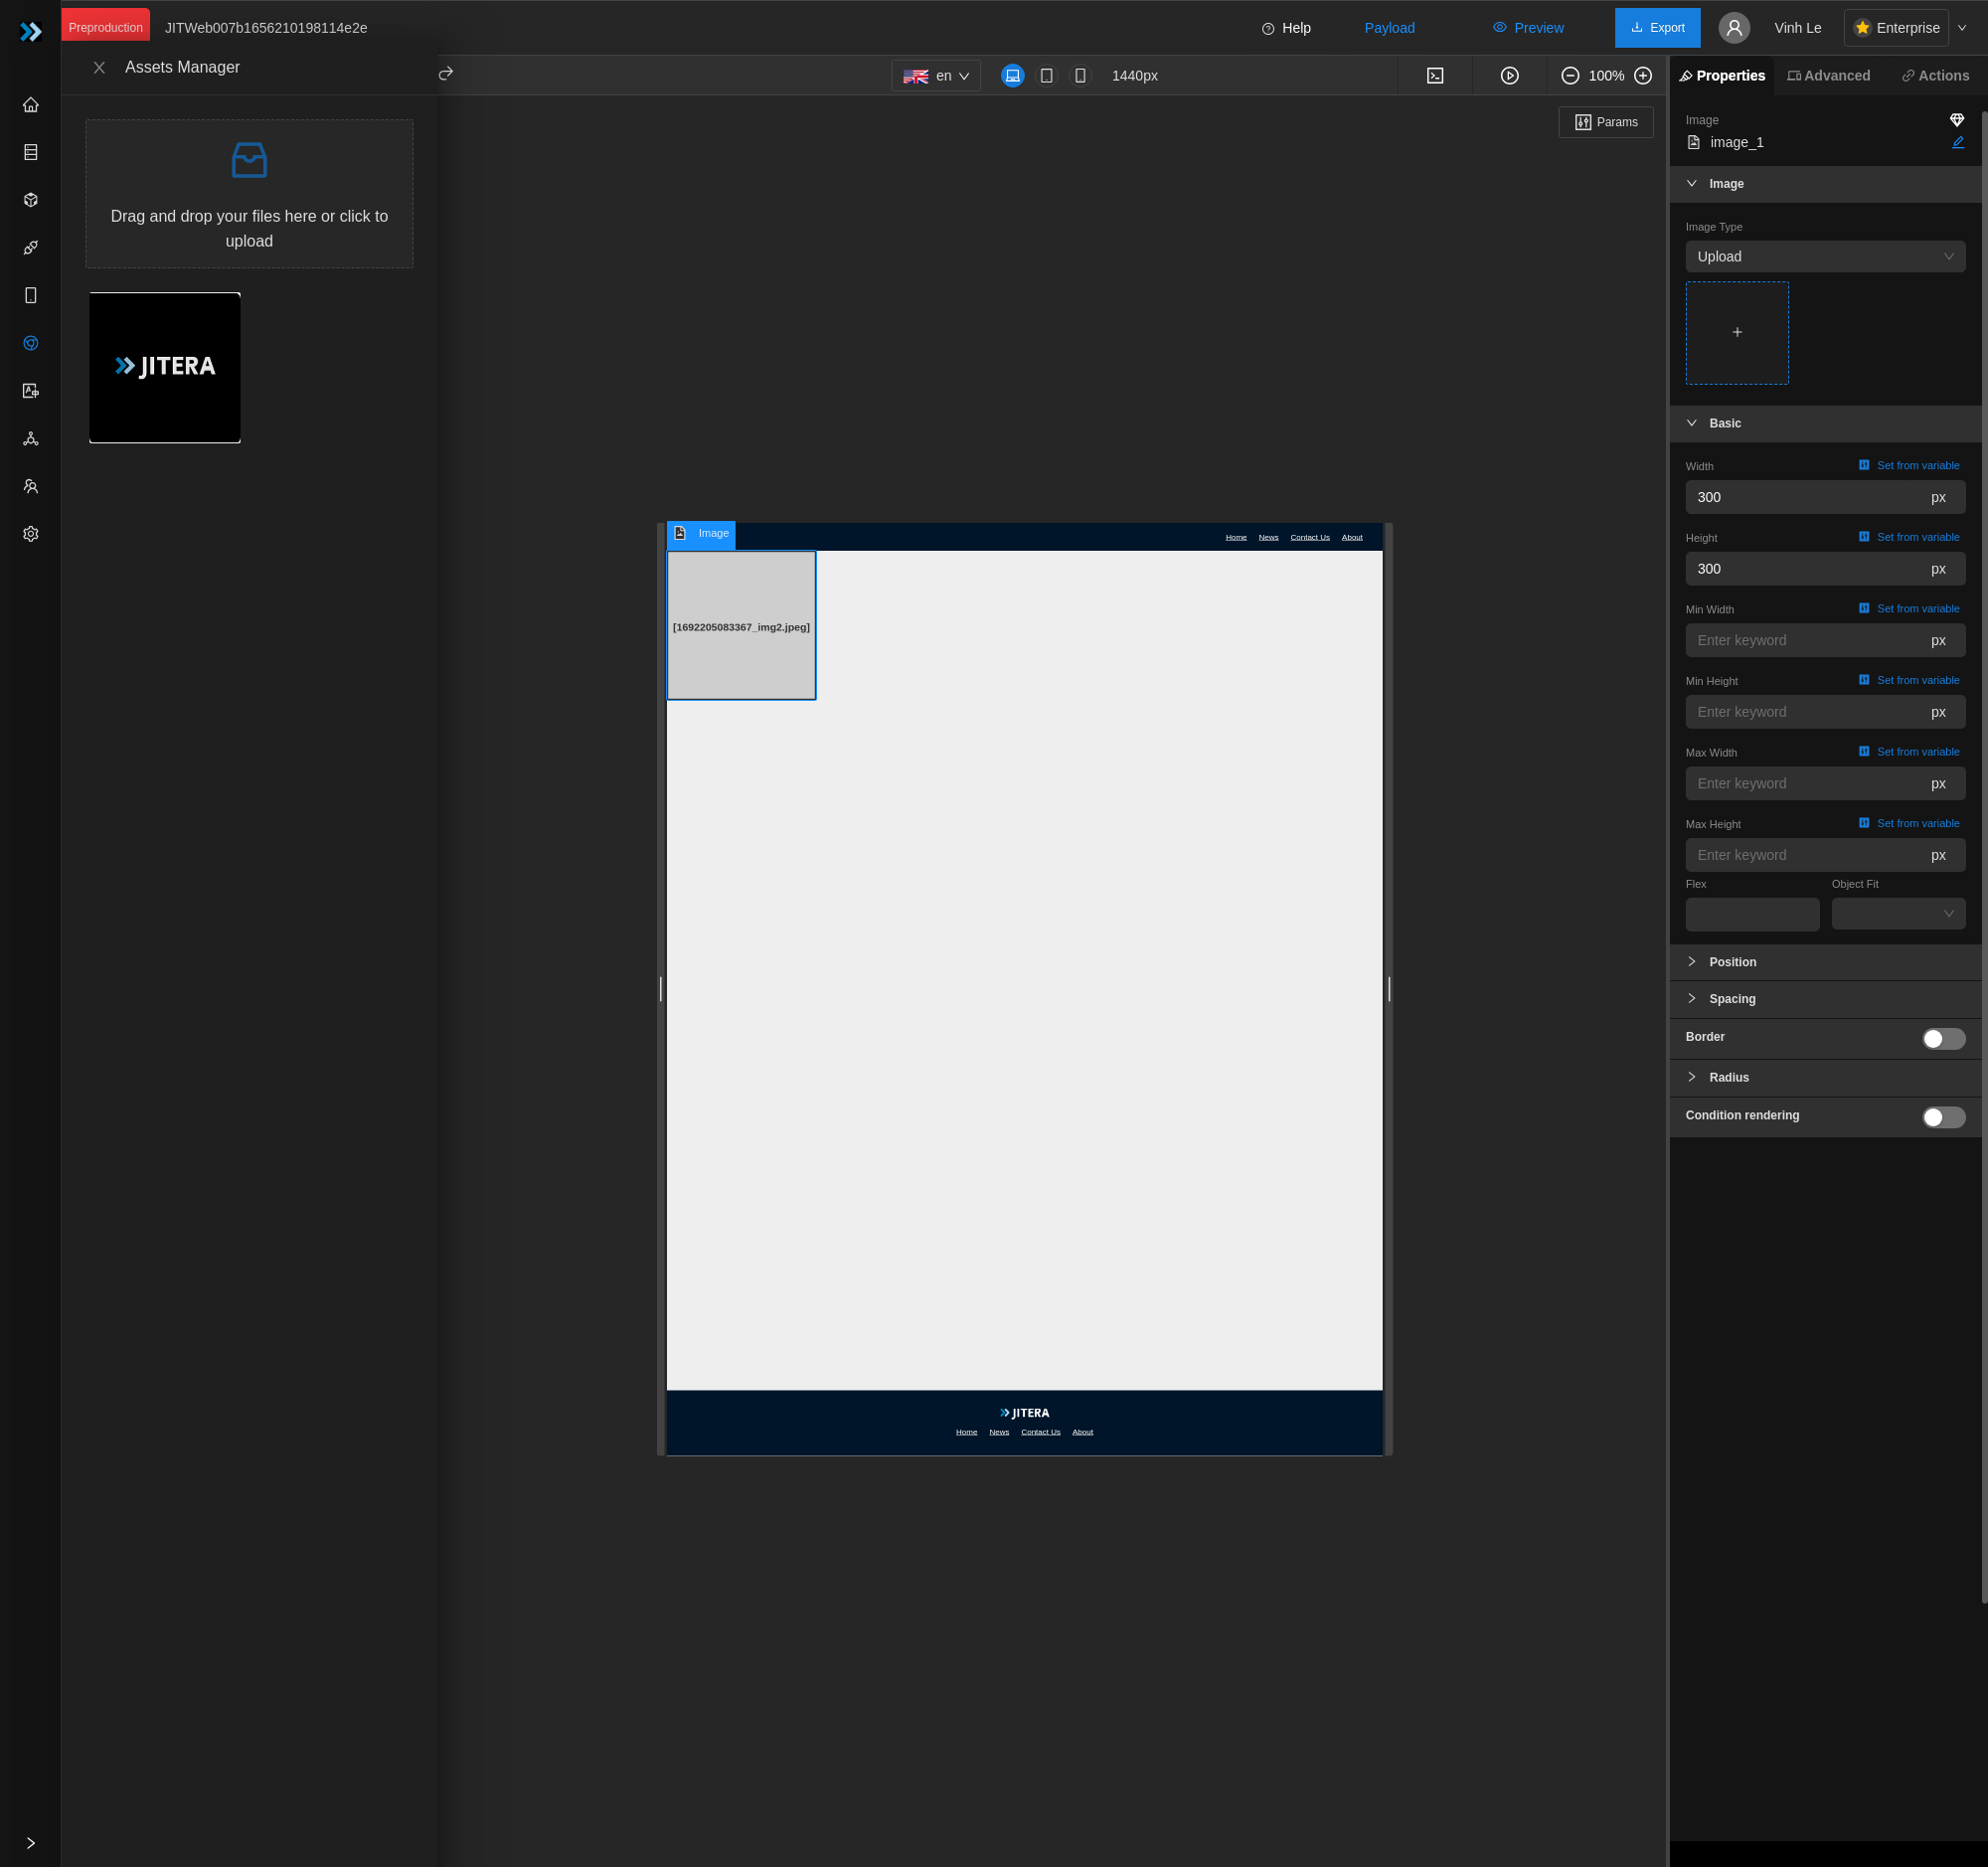 Preproduction
JITWeb007b1656210198114e2e
Help
Payload
Preview
Export
Vinh Le
Enterprise
Assets Manager
en
1440px
100%
Properties
Advanced
Actions
Drag and drop your files here or click to
upload
JITERA
Params
Image
image_1
Image
Image Type
Upload
+
Basic
Width
Set from variable
300
px
Height
Set from variable
300
px
Min Width
Set from variable
Enter keyword
px
Min Height
Set from variable
Enter keyword
px
Max Width
Set from variable
Enter keyword
px
Max Height
Set from variable
Enter keyword
px
Flex
Object Fit
Position
Spacing
Border
Radius
Condition rendering
Image
Home
News
Contact Us
About
[1692205083367_img2.jpeg]
JITERA
Home
News
Contact Us
About